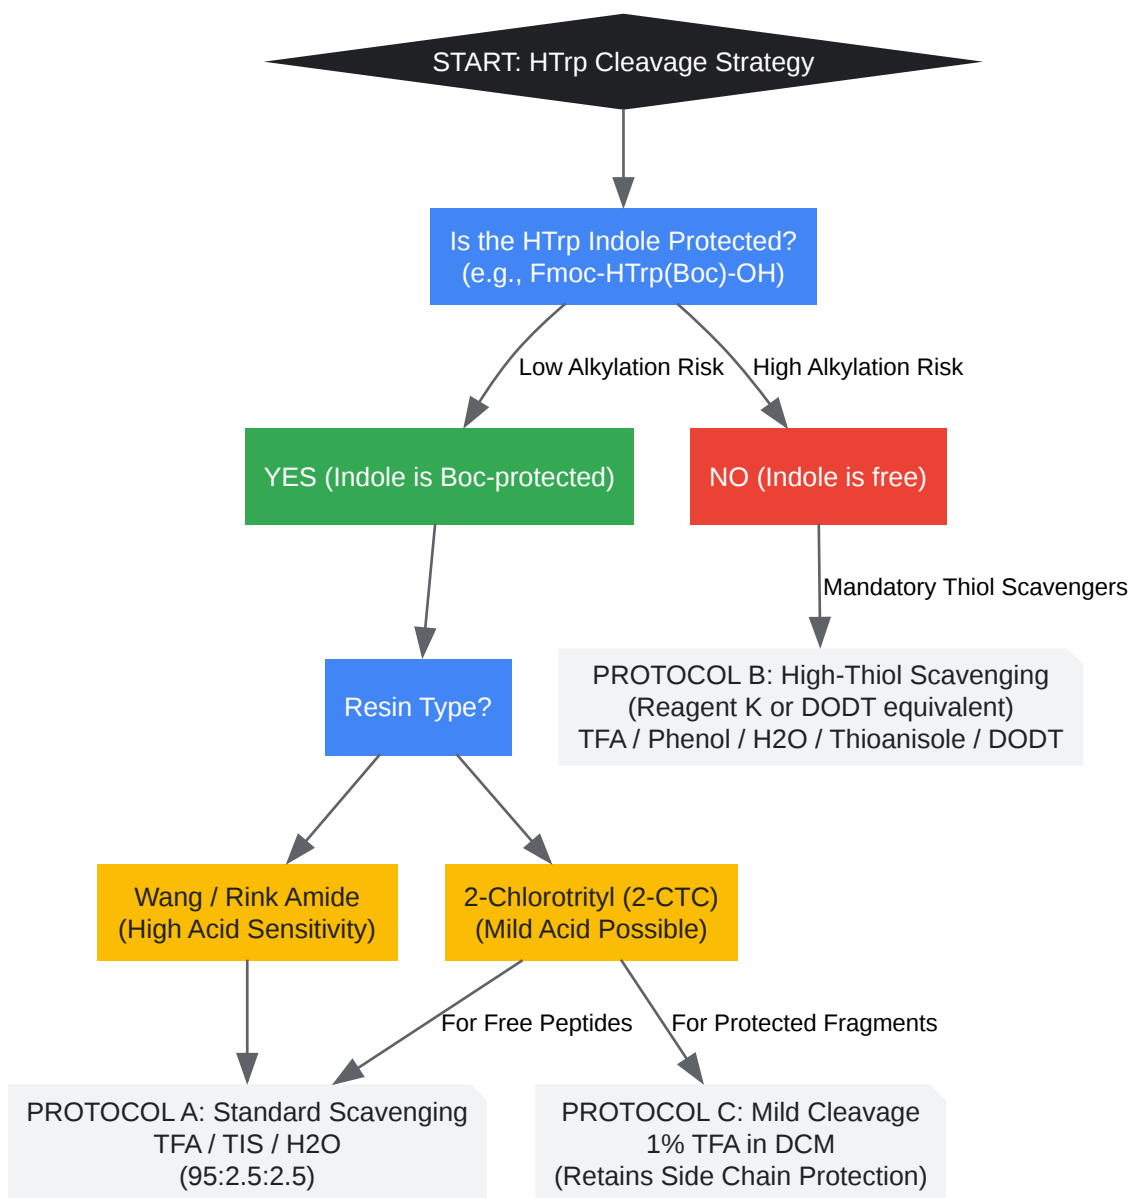 START: HTrp Cleavage Strategy
Is the HTrp Indole Protected?
(e.g., Fmoc-HTrp(Boc)-OH)
Low Alkylation Risk
High Alkylation Risk
YES (Indole is Boc-protected)
NO (Indole is free)
Mandatory Thiol Scavengers
Resin Type?
PROTOCOL B: High-Thiol Scavenging
(Reagent K or DODT equivalent)
TFA / Phenol / H2O / Thioanisole / DODT
Wang / Rink Amide
(High Acid Sensitivity)
2-Chlorotrityl (2-CTC)
(Mild Acid Possible)
For Free Peptides
For Protected Fragments
PROTOCOL A: Standard Scavenging
TFA / TIS / H2O
(95:2.5:2.5)
PROTOCOL C: Mild Cleavage
1% TFA in DCM
(Retains Side Chain Protection)